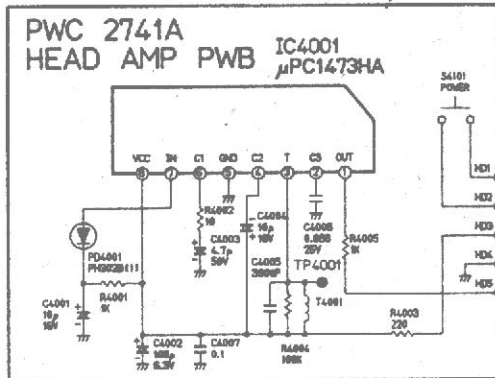 PWC 2741A
HEAD AMP PWB
IC4001
µPC1473HA
S4101
POWER
VCC IN C1 GND C2 T C3 OUT
8 7 6 5 4 3 2 1
HD1
HD2
HD3
HD4
HD5
R4002
10
C4003
4.7µ
50V
C4004
10µ
16V
C4005
C4006
25V
R4005
1K
TP4001
T4001
PD4001
C4001
10µ
16V
R4001
1K
C4002
100µ
6.3V
C4007
0.1
R4004
100K
R4003
220